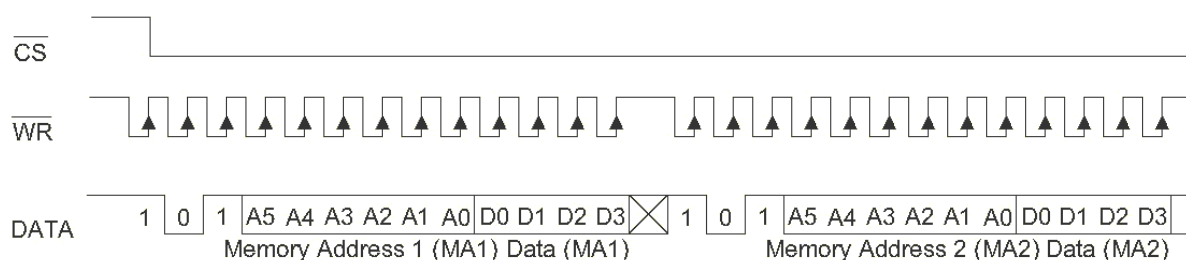 CS
WR
DATA 1 0 1 A5 A4 A3 A2 A1 A0 D0 D1 D2 D3 1 0 1 A5 A4 A3 A2 A1 A0 D0 D1 D2 D3
Memory Address 1 (MA1) Data (MA1) Memory Address 2 (MA2) Data (MA2)